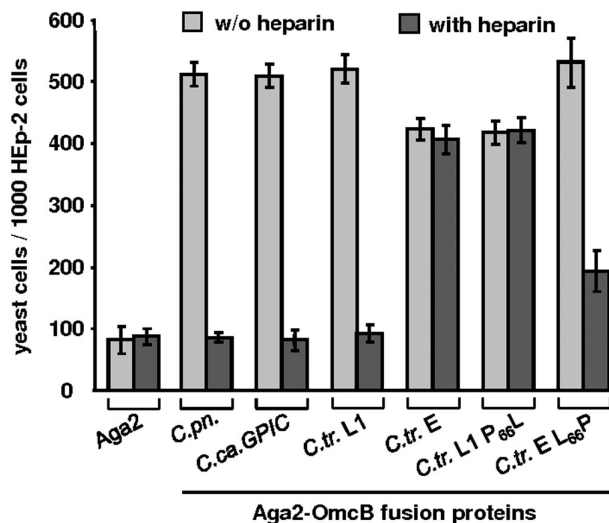 w/o heparin
with heparin
yeast cells / 1000 HEp-2 cells
600
500
400
300
200
100
0
Aga2
C.pn.
C.ca.GPIC
C.tr. L1
C.tr. E
C.tr. L1 P₆₆L
C.tr. E L₆₆P
Aga2-OmcB fusion proteins